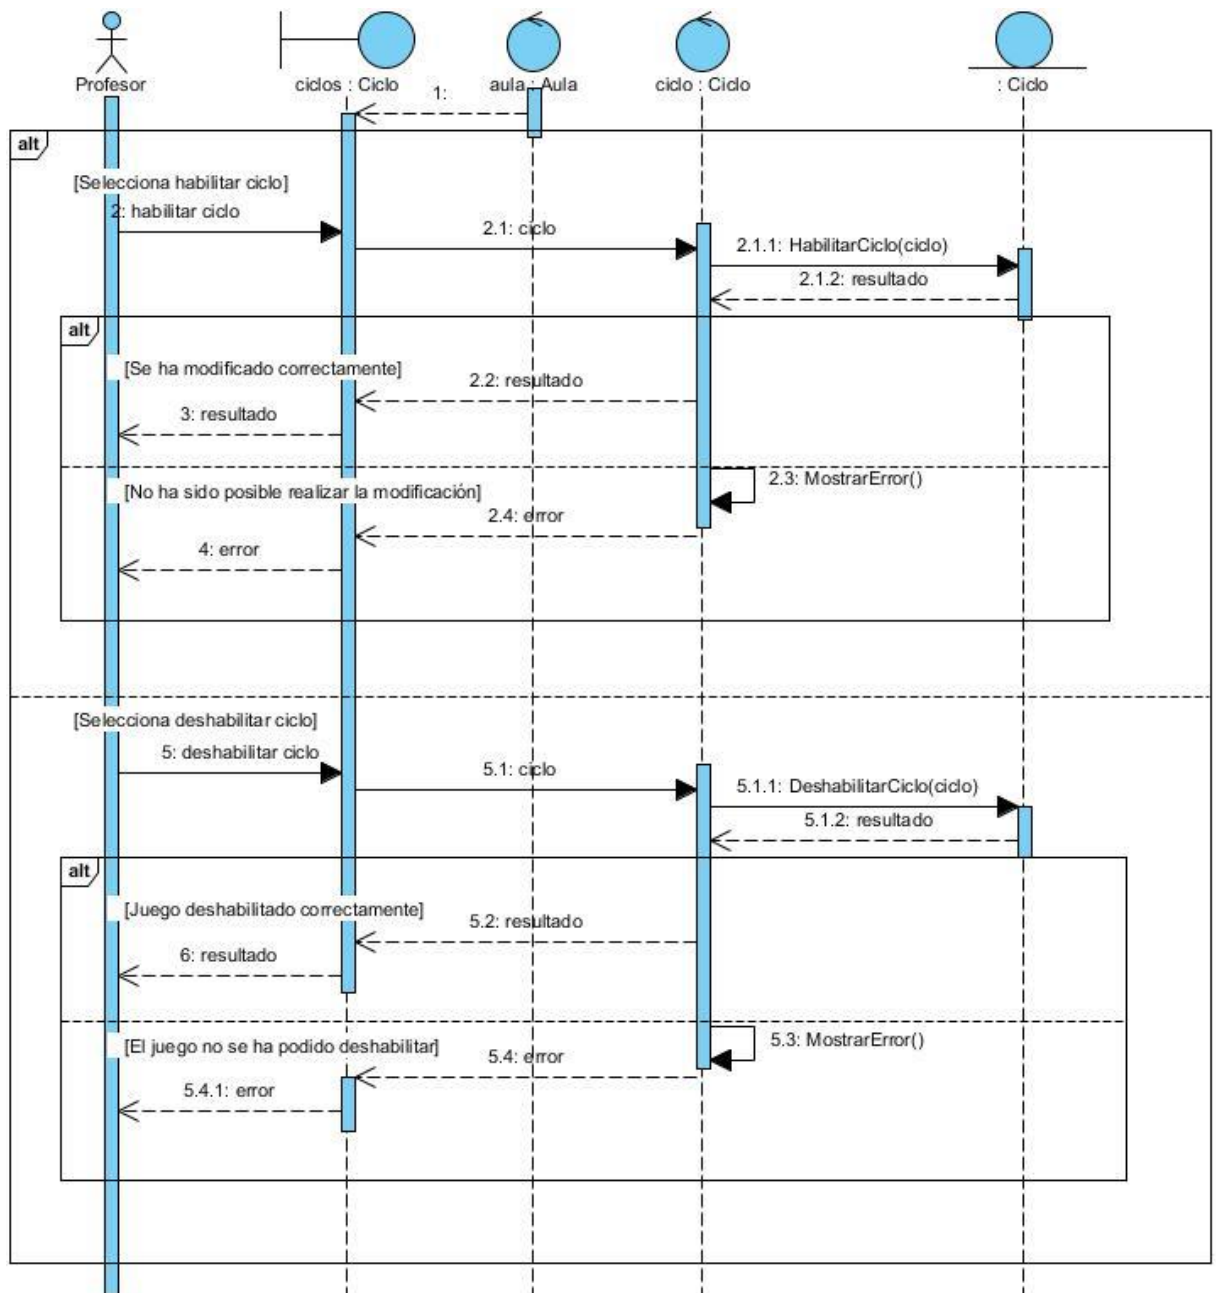 Profesor
ciclos : Ciclo
aula : Aula
ciclo : Ciclo
: Ciclo
1:
alt
[Selecciona habilitar ciclo]
2: habilitar ciclo
2.1: ciclo
2.1.1: HabilitarCiclo(ciclo)
2.1.2: resultado
alt
[Se ha modificado correctamente]
2.2: resultado
3: resultado
2.3: MostrarError()
[No ha sido posible realizar la modificación]
2.4: error
4: error
[Selecciona deshabilitar ciclo]
5: deshabilitar ciclo
5.1: ciclo
5.1.1: DeshabilitarCiclo(ciclo)
5.1.2: resultado
alt
[Juego deshabilitado correctamente]
5.2: resultado
6: resultado
5.3: MostrarError()
[El juego no se ha podido deshabilitar]
5.4: error
5.4.1: error